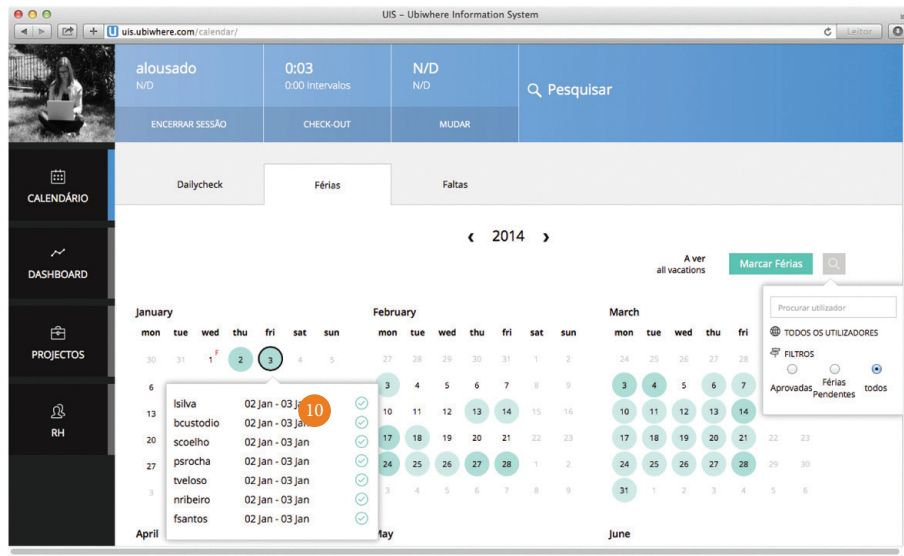 UIS – Ubiwhere Information System
uis.ubiwhere.com/calendar/
Leitor
alousado
N/D
0:03
0:00 Intervalos
N/D
N/D
Pesquisar
ENCERRAR SESSÃO
CHECK-OUT
MUDAR
CALENDÁRIO
DASHBOARD
PROJECTOS
RH
Dailycheck
Férias
Faltas
2014
A ver
all vacations
Marcar Férias
Procurar utilizador
TODOS OS UTILIZADORES
FILTROS
Aprovadas
Férias
Pendentes
todos
January
mon tue wed thu fri sat sun
30 31 1 F 2 3 4 5
6
13
20
27
3
lsilva 02 Jan - 03 Jan
10
bcustodio 02 Jan - 03 Jan
scoelho 02 Jan - 03 Jan
psrocha 02 Jan - 03 Jan
tveloso 02 Jan - 03 Jan
nribeiro 02 Jan - 03 Jan
fsantos 02 Jan - 03 Jan
February
mon tue wed thu fri sat sun
27 28 29 30 31 1 2
3 4 5 6 7 8 9
10 11 12 13 14 15 16
17 18 19 20 21 22 23
24 25 26 27 28 1 2
3 4 5 6 7 8 9
March
mon tue wed thu fri
24 25 26 27 28
3 4 5 6 7
10 11 12 13 14
17 18 19 20 21 22 23
24 25 26 27 28 29 30
31 1 2 3 4 5 6
April
May
June